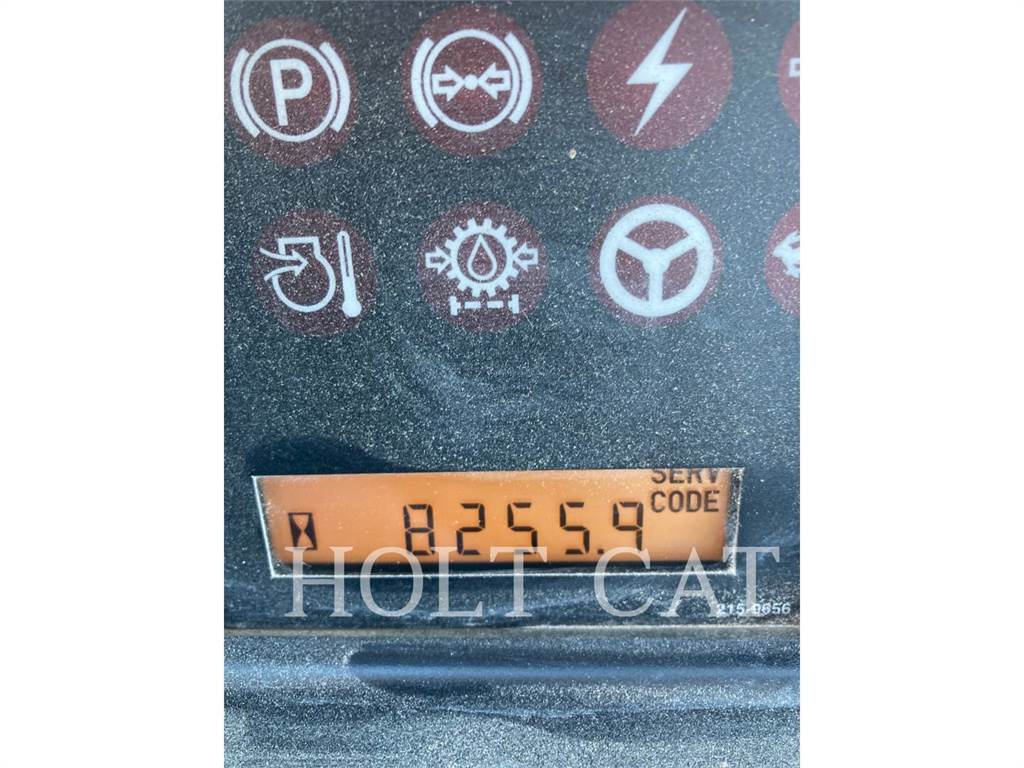 P
SERV
CODE
8255.9
HOLT CAT
215-9656